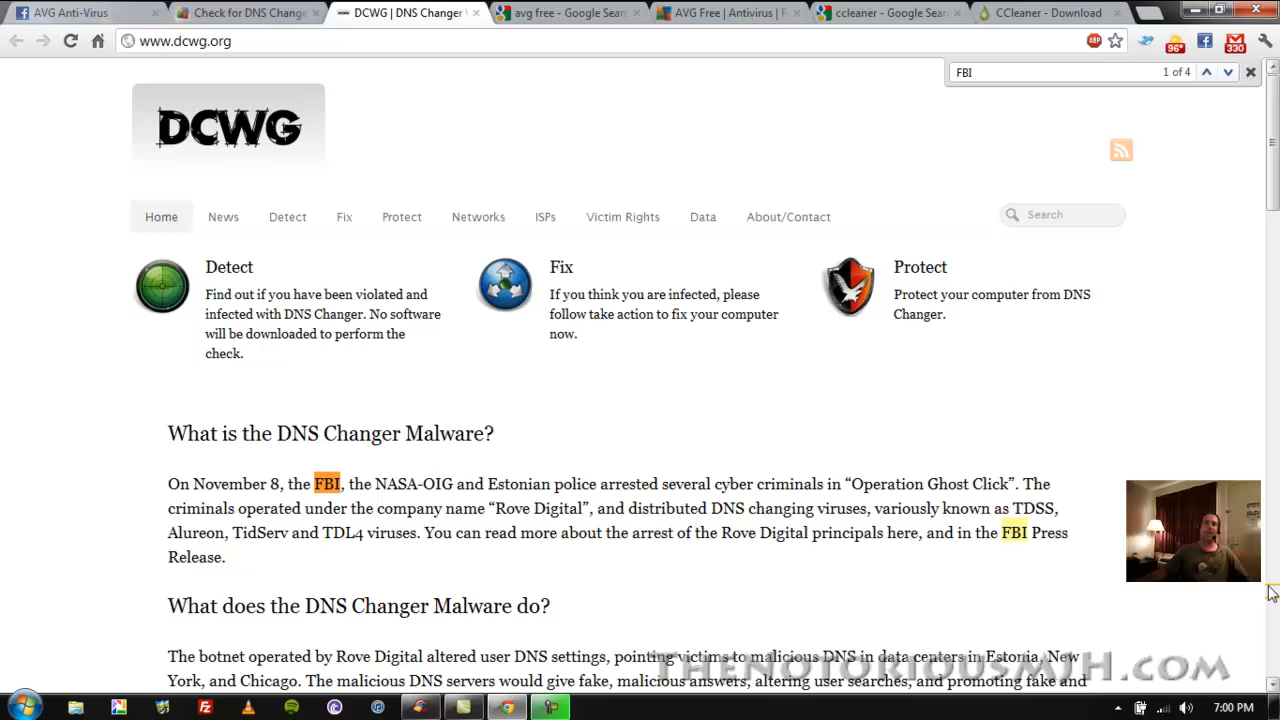 AVG Anti-Virus
Check for DNS Change
DCWG | DNS Changer
avg free - Google Sear
AVG Free | Antivirus | F
ccleaner - Google Sear
CCleaner - Download
www.dcwg.org
ABP
96°
330
FBI 1 of 4
DCWG
Home News Detect Fix Protect Networks ISPs Victim Rights Data About/Contact Search
Detect
Find out if you have been violated and
infected with DNS Changer. No software
will be downloaded to perform the
check.
Fix
If you think you are infected, please
follow take action to fix your computer
now.
Protect
Protect your computer from DNS
Changer.
What is the DNS Changer Malware?
On November 8, the FBI, the NASA-OIG and Estonian police arrested several cyber criminals in “Operation Ghost Click”. The
criminals operated under the company name “Rove Digital”, and distributed DNS changing viruses, variously known as TDSS,
Alureon, TidServ and TDL4 viruses. You can read more about the arrest of the Rove Digital principals here, and in the FBI Press
Release.
What does the DNS Changer Malware do?
The botnet operated by Rove Digital altered user DNS settings, pointing victims to malicious DNS in data centers in Estonia, New
York, and Chicago. The malicious DNS servers would give fake, malicious answers, altering user searches, and promoting fake and
THENOTORIOUSMJH.COM
7:00 PM